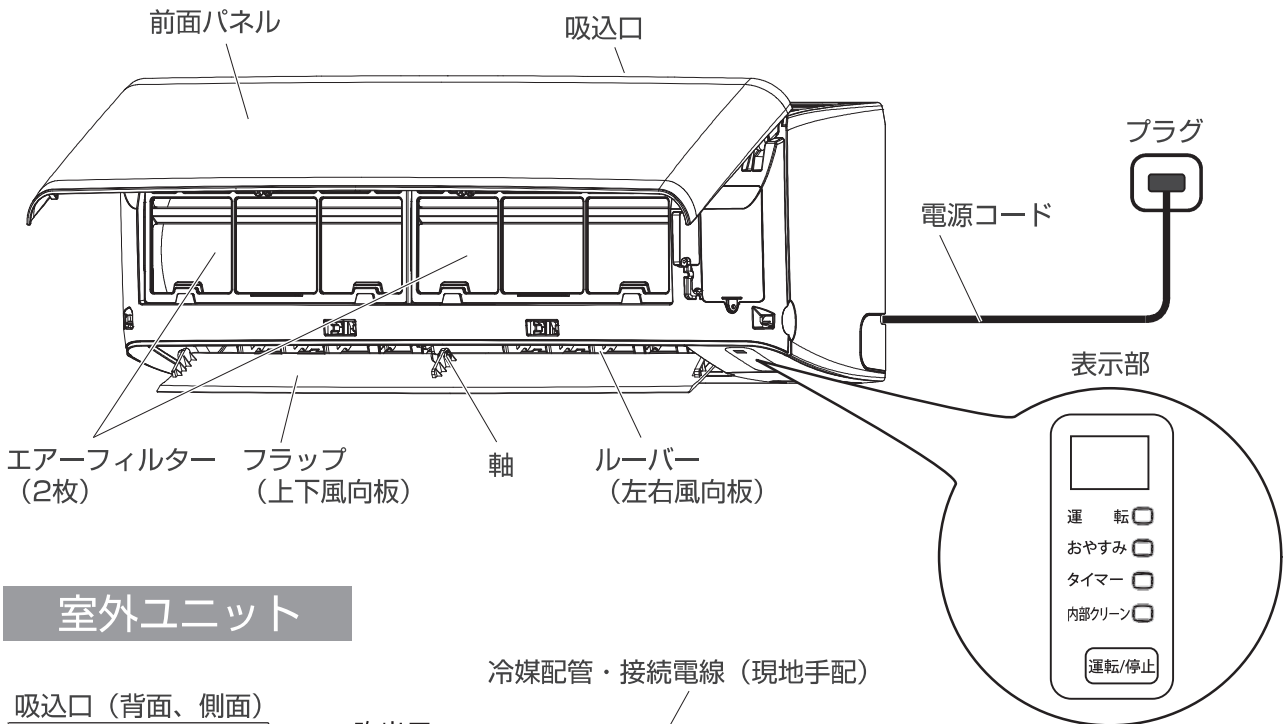 前面パネル
吸込口
プラグ
電源コード
表示部
エアーフィルター
（2枚）
フラップ
（上下風向板）
軸
ルーバー
（左右風向板）
運　転
おやすみ
タイマー
内部クリーン
運転/停止
室外ユニット
冷媒配管・接続電線（現地手配）
吸込口（背面、側面）